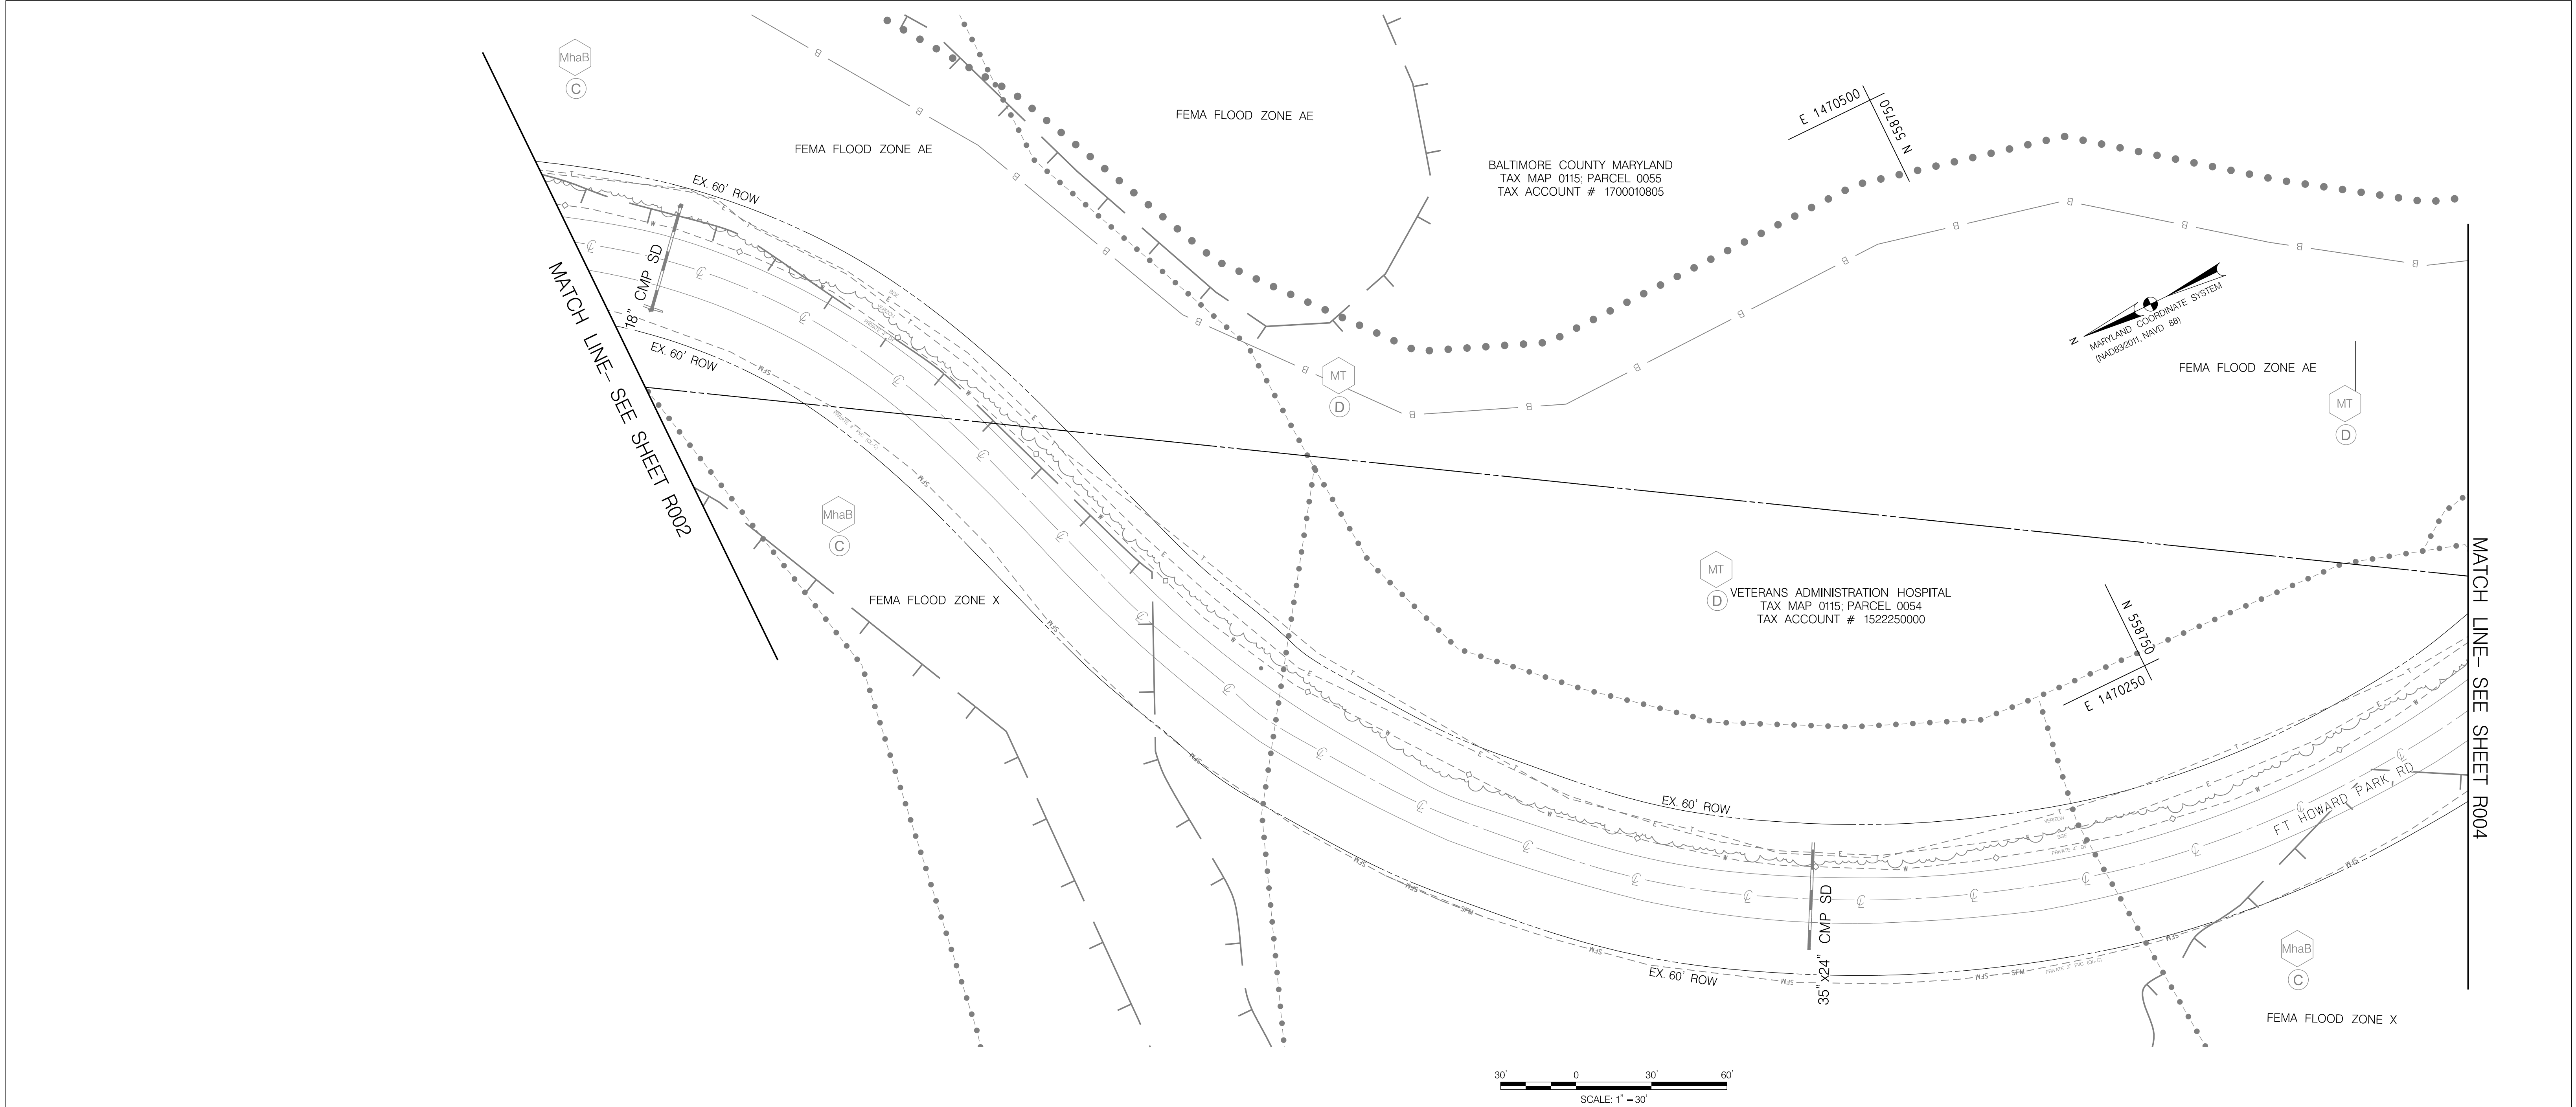 MhaB
C
FEMA FLOOD ZONE AE
FEMA FLOOD ZONE AE
E 1470500
N 558750
BALTIMORE COUNTY MARYLAND
TAX MAP 0115; PARCEL 0055
TAX ACCOUNT # 1700010805
EX. 60' ROW
18" CMP SD
MATCH LINE- SEE SHEET R002
EX. 60' ROW
MARYLAND COORDINATE SYSTEM
(NAD83/2011, NAVD 88)
N
FEMA FLOOD ZONE AE
MT
D
MT
D
MhaB
C
FEMA FLOOD ZONE X
MT
D
VETERANS ADMINISTRATION HOSPITAL
TAX MAP 0115; PARCEL 0054
TAX ACCOUNT # 1522250000
N 558750
E 1470250
MATCH LINE- SEE SHEET R004
EX. 60' ROW
FT HOWARD PARK RD
VERIZON
BGE
35" x24" CMP SD
EX. 60' ROW
SFM
MhaB
C
FEMA FLOOD ZONE X
30' 0 30' 60'
SCALE: 1" = 30'